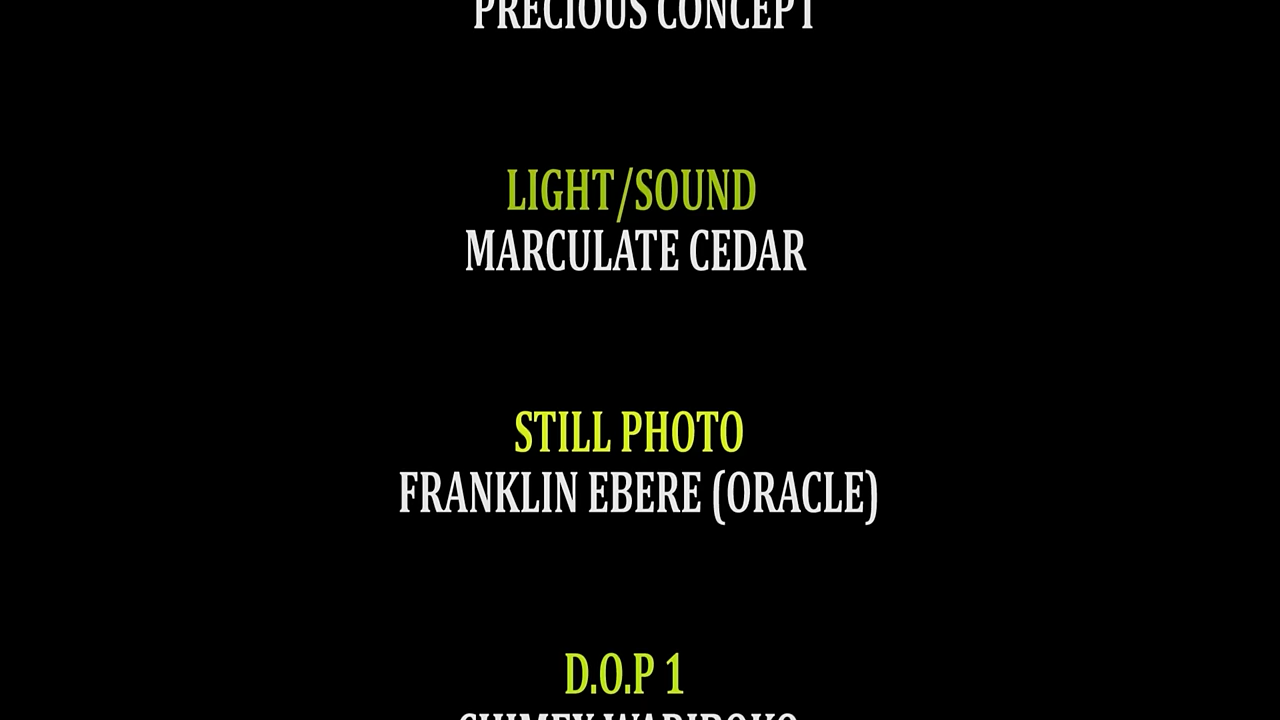 PRECIOUS CONCEPT
LIGHT/SOUND
MARCULATE CEDAR
STILL PHOTO
FRANKLIN EBERE (ORACLE)
D.O.P 1